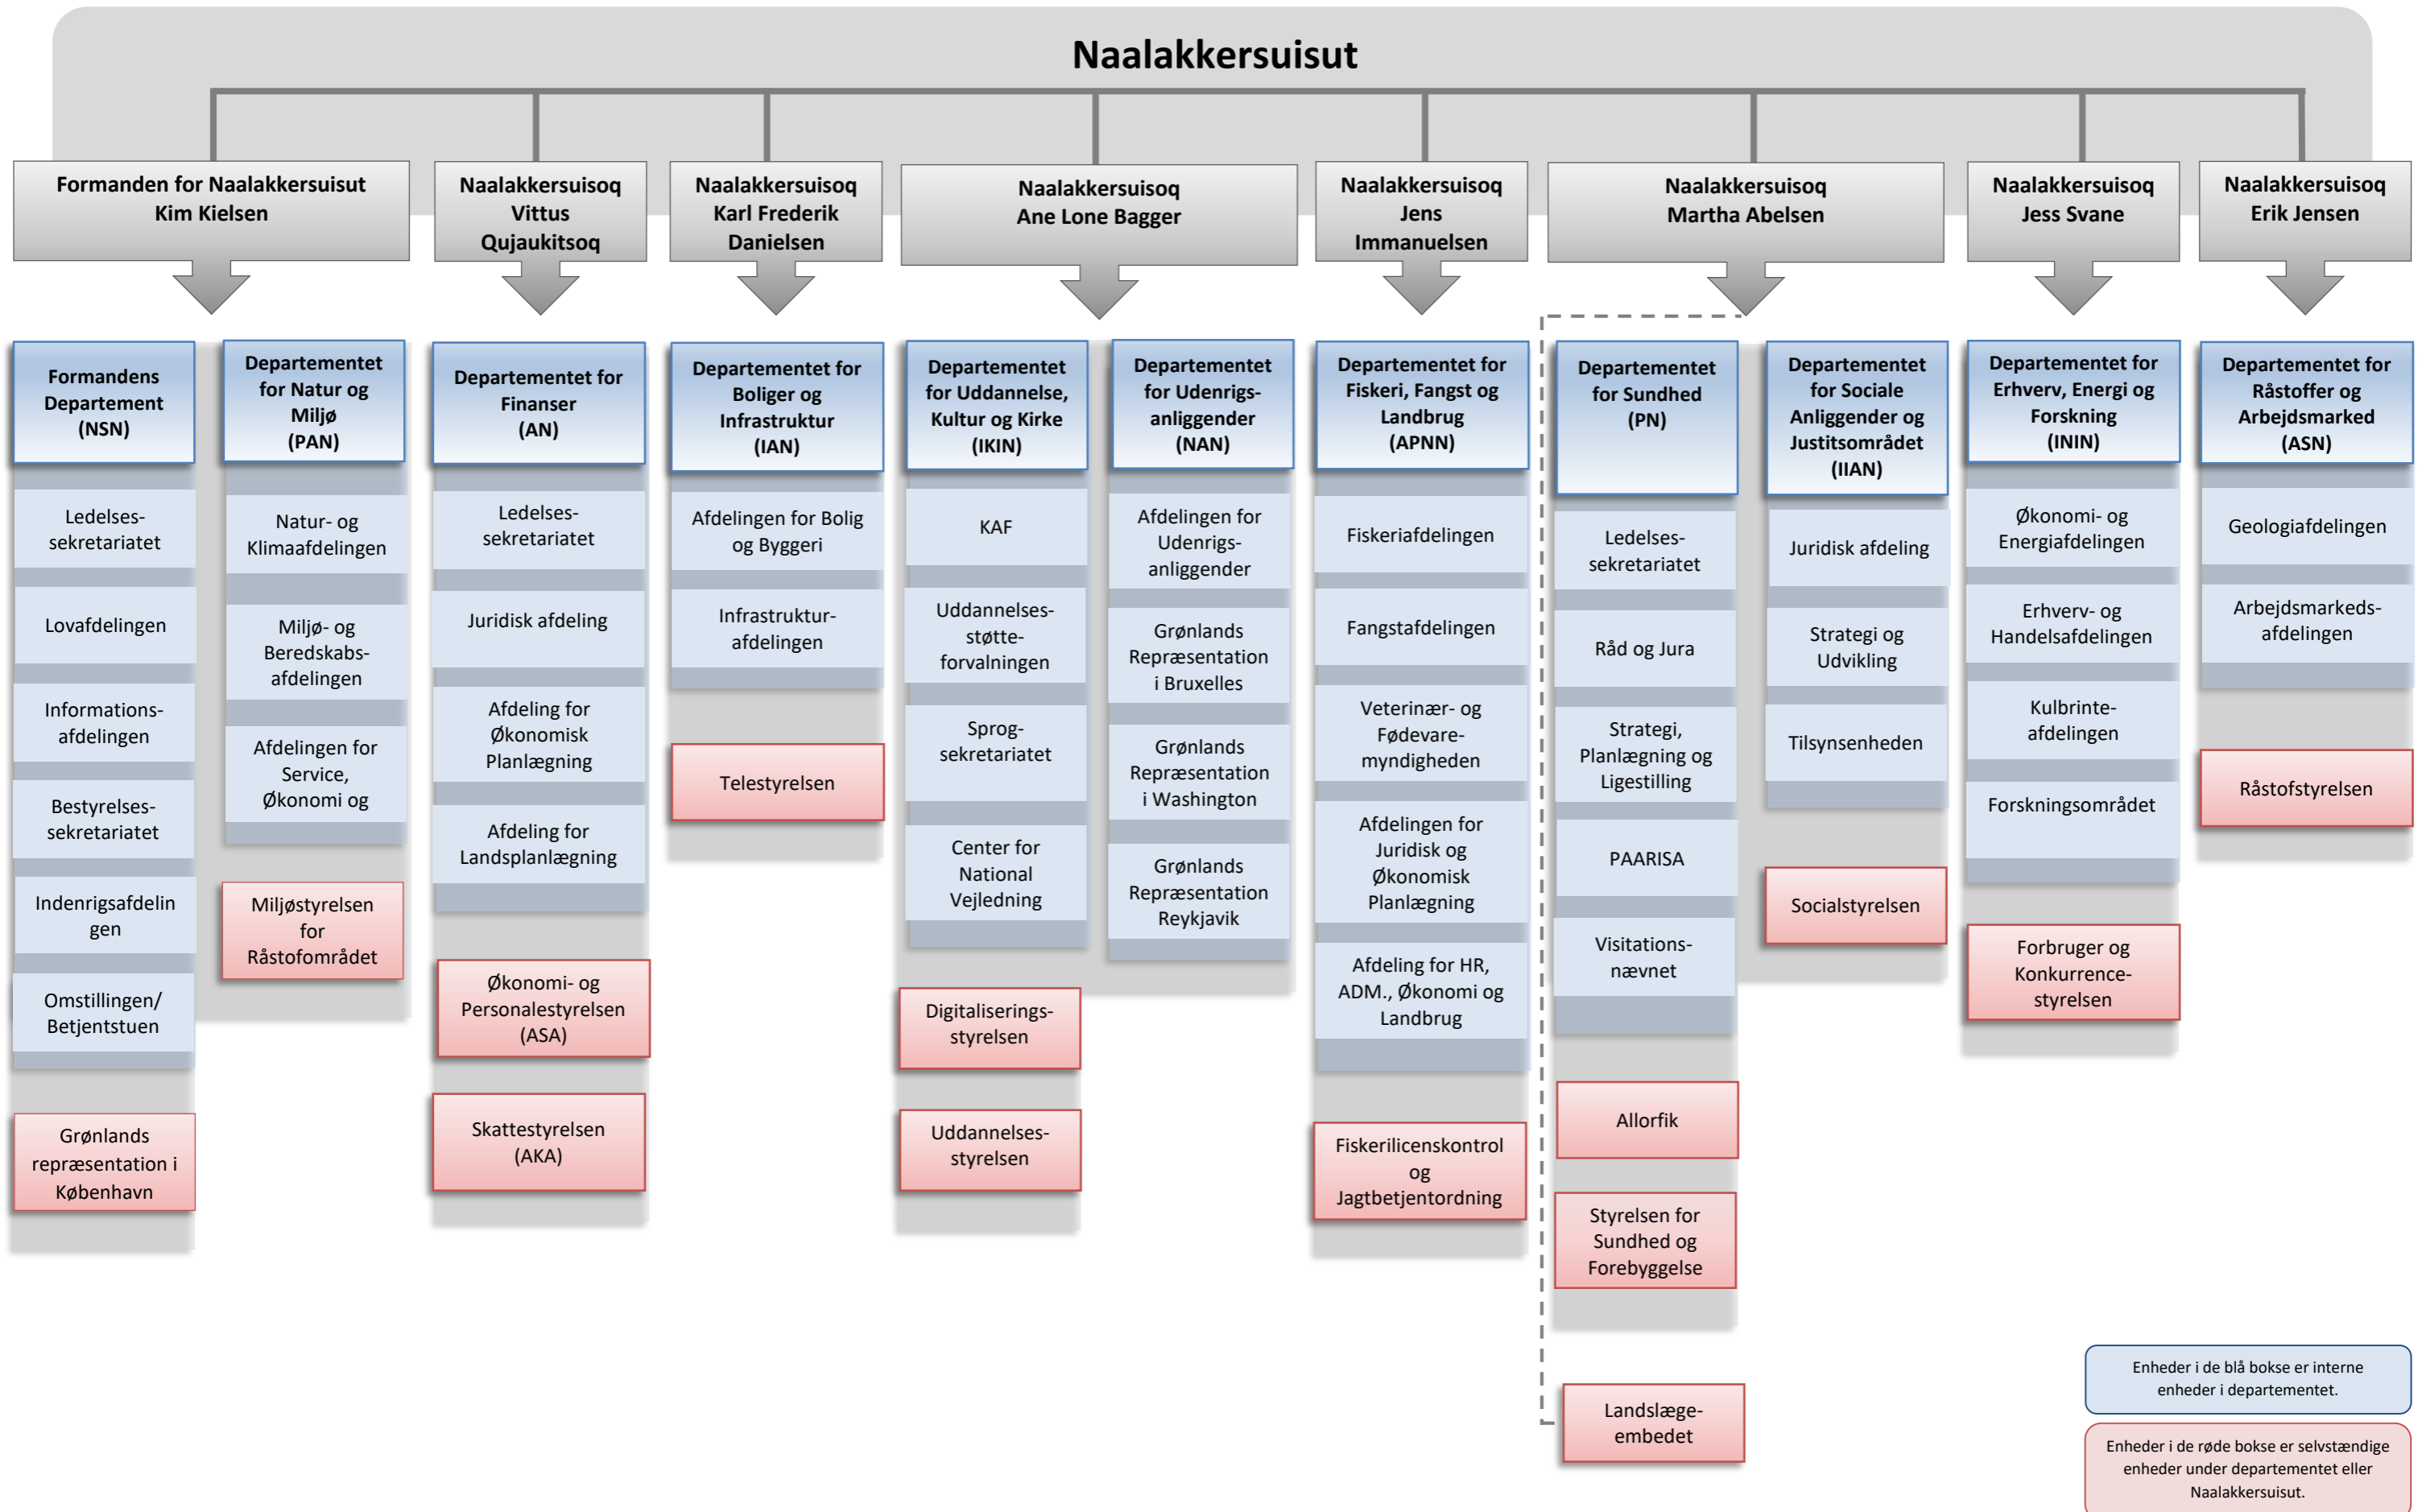 Naalakkersuisut
Formanden for Naalakkersuisut
Kim Kielsen
Naalakkersuisoq
Vittus
Qujaukitsoq
Naalakkersuisoq
Karl Frederik
Danielsen
Naalakkersuisoq
Ane Lone Bagger
Naalakkersuisoq
Jens
Immanuelsen
Naalakkersuisoq
Martha Abelsen
Naalakkersuisoq
Jess Svane
Naalakkersuisoq
Erik Jensen
Formandens
Departement
(NSN)
Ledelses-
sekretariatet
Lovafdelingen
Informations-
afdelingen
Bestyrelses-
sekretariatet
Indenrigsafdelin
gen
Omstillingen/
Betjentstuen
Grønlands
repræsentation i
København
Departementet
for Natur og
Miljø
(PAN)
Natur- og
Klimaafdelingen
Miljø- og
Beredskabs-
afdelingen
Afdelingen for
Service,
Økonomi og
Miljøstyrelsen
for
Råstofområdet
Departementet for
Finanser
(AN)
Ledelses-
sekretariatet
Juridisk afdeling
Afdeling for
Økonomisk
Planlægning
Afdeling for
Landsplanlægning
Økonomi- og
Personalestyrelsen
(ASA)
Skattestyrelsen
(AKA)
Departementet for
Boliger og
Infrastruktur
(IAN)
Afdelingen for Bolig
og Byggeri
Infrastruktur-
afdelingen
Telestyrelsen
Departementet
for Uddannelse,
Kultur og Kirke
(IKIN)
KAF
Uddannelses-
støtte-
forvalningen
Sprog-
sekretariatet
Center for
National
Vejledning
Digitaliserings-
styrelsen
Uddannelses-
styrelsen
Departementet
for Udenrigs-
anliggender
(NAN)
Afdelingen for
Udenrigs-
anliggender
Grønlands
Repræsentation
i Bruxelles
Grønlands
Repræsentation
i Washington
Grønlands
Repræsentation
Reykjavik
Departementet for
Fiskeri, Fangst og
Landbrug
(APNN)
Fiskeriafdelingen
Fangstafdelingen
Veterinær- og
Fødevare-
myndigheden
Afdelingen for
Juridisk og
Økonomisk
Planlægning
Afdeling for HR,
ADM., Økonomi og
Landbrug
Fiskerilicenskontrol
og
Jagtbetjentordning
Departementet
for Sundhed
(PN)
Ledelses-
sekretariatet
Råd og Jura
Strategi,
Planlægning og
Ligestilling
PAARISA
Visitations-
nævnet
Allorfik
Styrelsen for
Sundhed og
Forebyggelse
Landslæge-
embedet
Departementet
for Sociale
Anliggender og
Justitsområdet
(IIAN)
Juridisk afdeling
Strategi og
Udvikling
Tilsynsenheden
Socialstyrelsen
Departementet for
Erhverv, Energi og
Forskning
(ININ)
Økonomi- og
Energiafdelingen
Erhverv- og
Handelsafdelingen
Kulbrinte-
afdelingen
Forskningsområdet
Forbruger og
Konkurrence-
styrelsen
Departementet for
Råstoffer og
Arbejdsmarked
(ASN)
Geologiafdelingen
Arbejdsmarkeds-
afdelingen
Råstofstyrelsen
Enheder i de blå bokse er interne
enheder i departementet.
Enheder i de røde bokse er selvstændige
enheder under departementet eller
Naalakkersuisut.